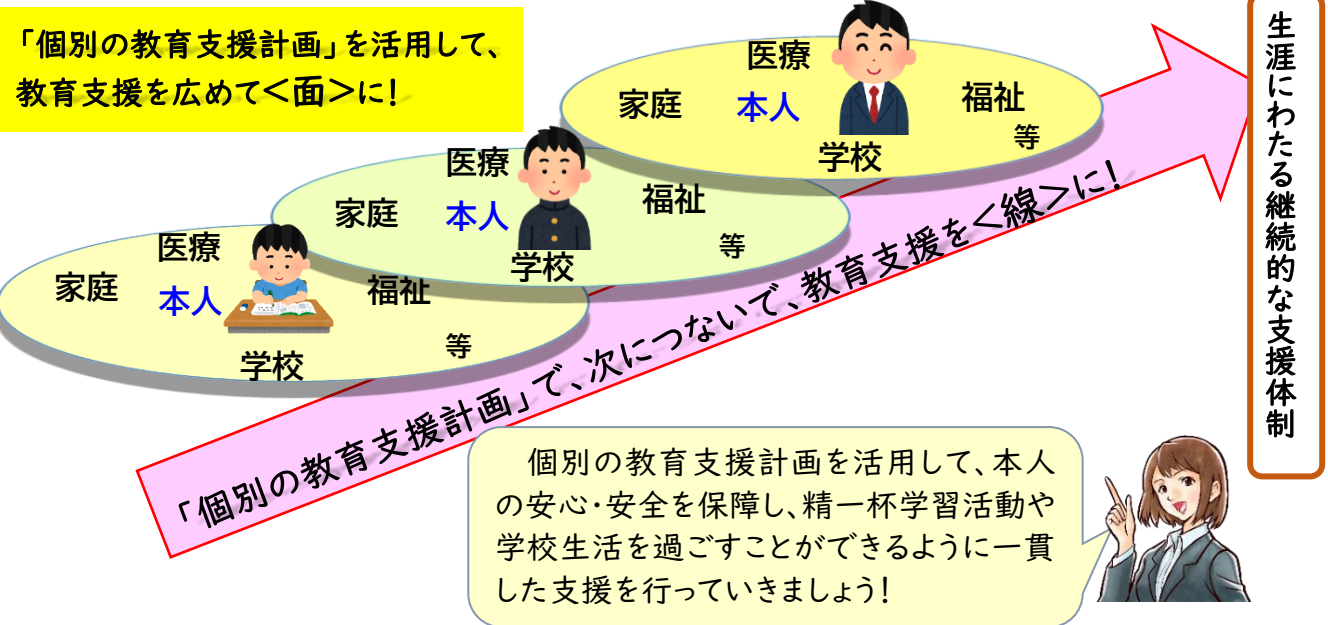 「個別の教育支援計画」を活用して、
教育支援を広めて＜面＞に！
医療
家庭
本人
福祉
等
学校
医療
家庭
本人
福祉
等
学校
医療
家庭
本人
福祉
等
学校
「個別の教育支援計画」で、次につないで、教育支援を＜線＞に！
生涯にわたる継続的な支援体制
個別の教育支援計画を活用して、本人
の安心・安全を保障し、精一杯学習活動や
学校生活を過ごすことができるように一貫
した支援を行っていきましょう！